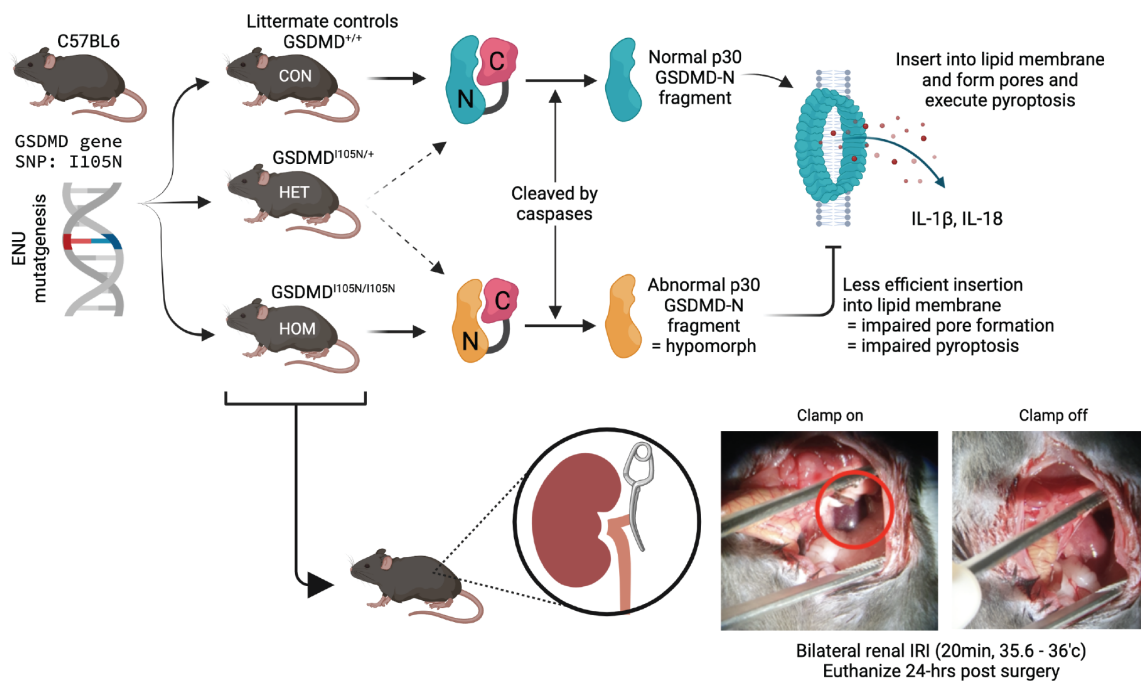 C57BL6
GSDMD gene
SNP: I105N
ENU
mutatgenesis
Littermate controls
GSDMD+/+
CON
GSDMDI105N/+
HET
GSDMDI105N/I105N
HOM
N
C
N
C
Cleaved by
caspases
Normal p30
GSDMD-N
fragment
Abnormal p30
GSDMD-N
fragment
= hypomorph
Insert into lipid membrane
and form pores and
execute pyroptosis
IL-1β, IL-18
Less efficient insertion
into lipid membrane
= impaired pore formation
= impaired pyroptosis
Clamp on
Clamp off
Bilateral renal IRI (20min, 35.6 - 36'c)
Euthanize 24-hrs post surgery